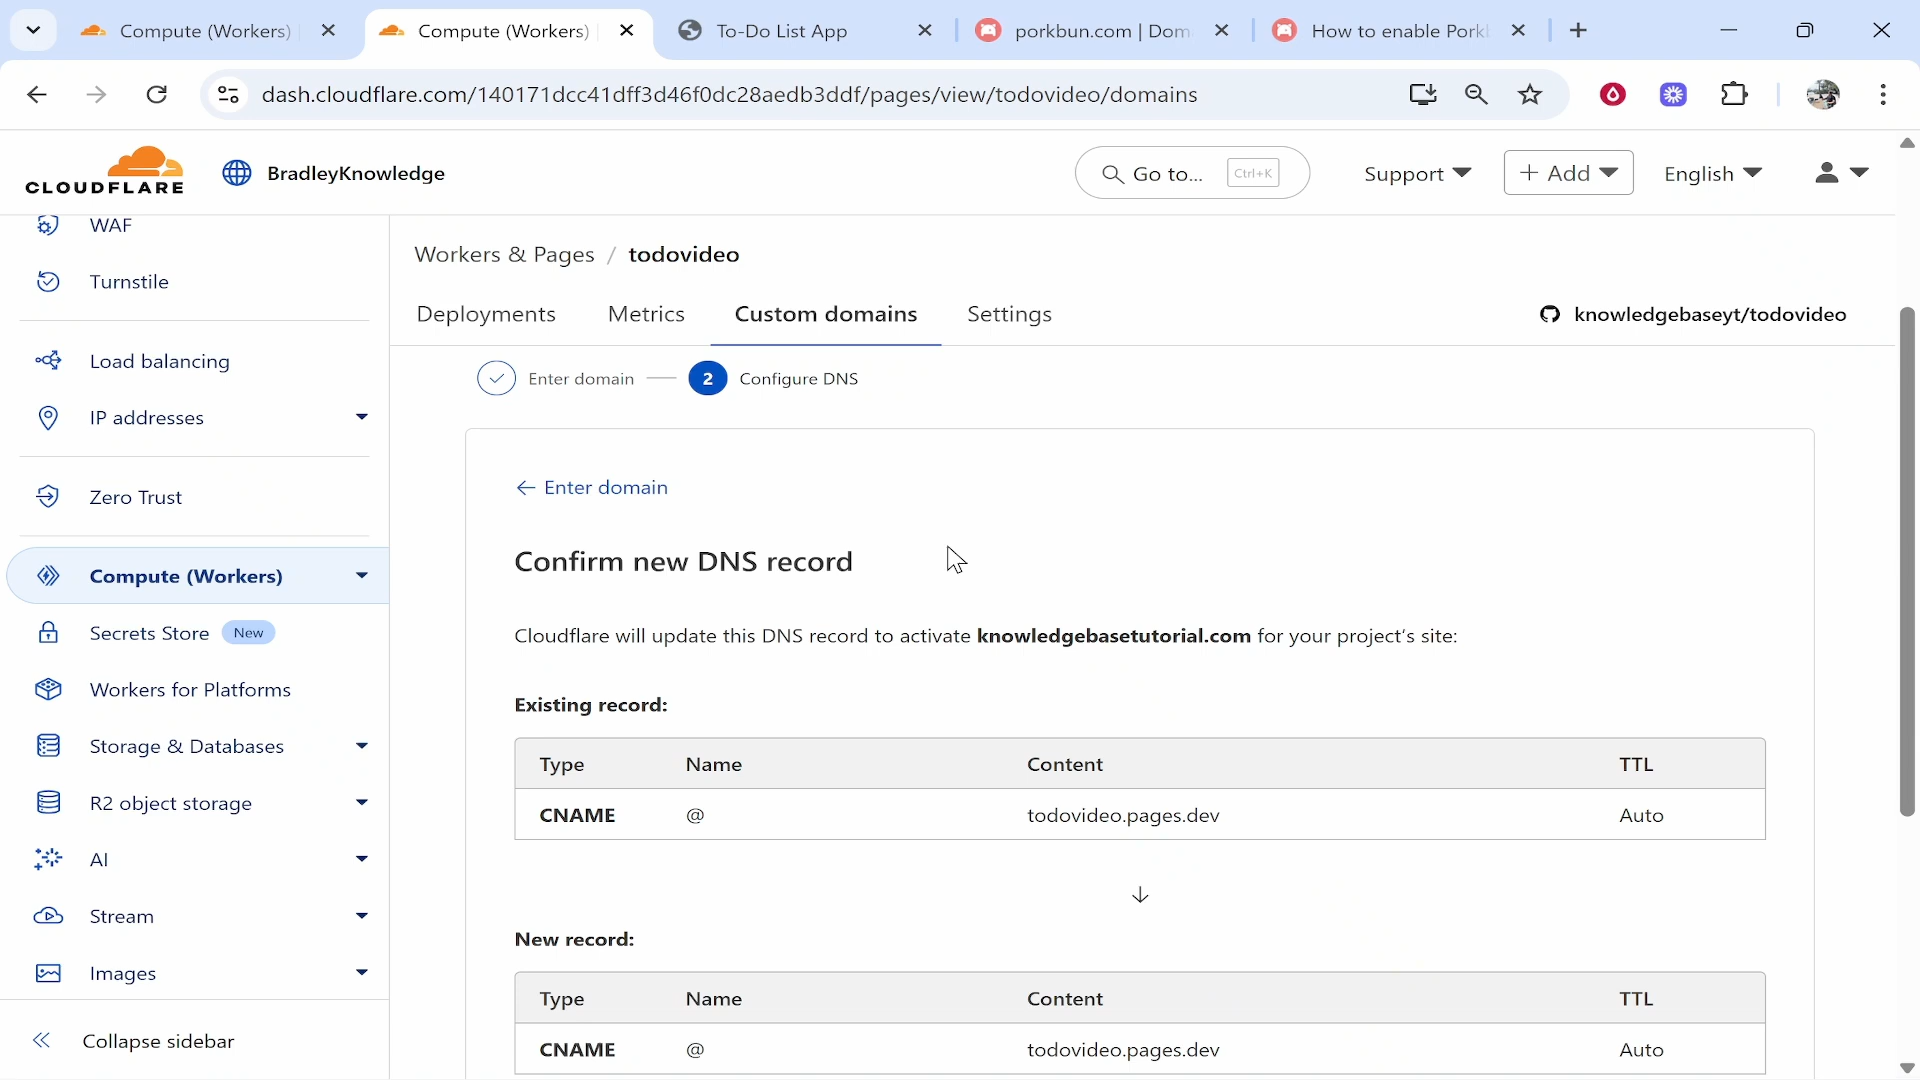 Compute (Workers)
Compute (Workers)
To-Do List App
porkbun.com | Dom
How to enable Pork
dash.cloudflare.com/140171dcc41dff3d46f0dc28aedb3ddf/pages/view/todovideo/domains
CLOUDFLARE
BradleyKnowledge
Go to...
Ctrl+K
Support
+ Add
English
WAF
Turnstile
Load balancing
IP addresses
Zero Trust
Compute (Workers)
Secrets Store New
Workers for Platforms
Storage & Databases
R2 object storage
AI
Stream
Images
Collapse sidebar
Workers & Pages / todovideo
Deployments
Metrics
Custom domains
Settings
knowledgebaseyt/todovideo
Enter domain
2 Configure DNS
← Enter domain
Confirm new DNS record
Cloudflare will update this DNS record to activate knowledgebasetutorial.com for your project's site:
Existing record:
Type Name Content TTL
CNAME @ todovideo.pages.dev Auto
↓
New record:
Type Name Content TTL
CNAME @ todovideo.pages.dev Auto